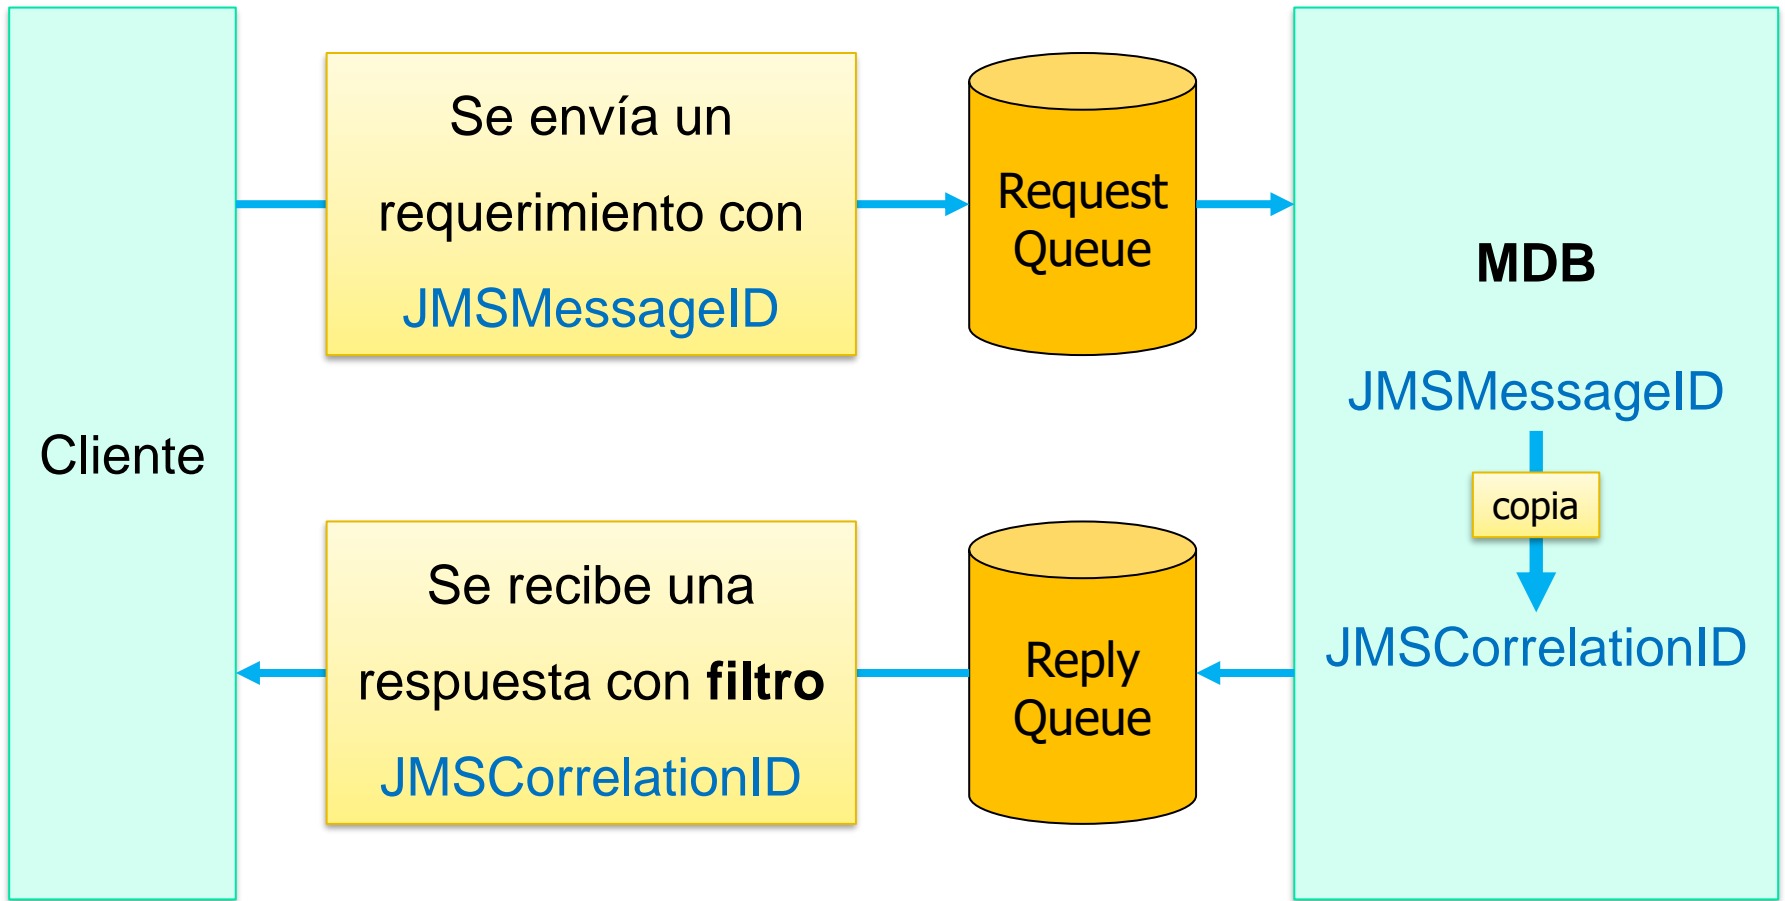 Cliente
Se envía un
requerimiento con
JMSMessageID
Request
Queue
MDB
JMSMessageID
copia
JMSCorrelationID
Se recibe una
respuesta con filtro
JMSCorrelationID
Reply
Queue